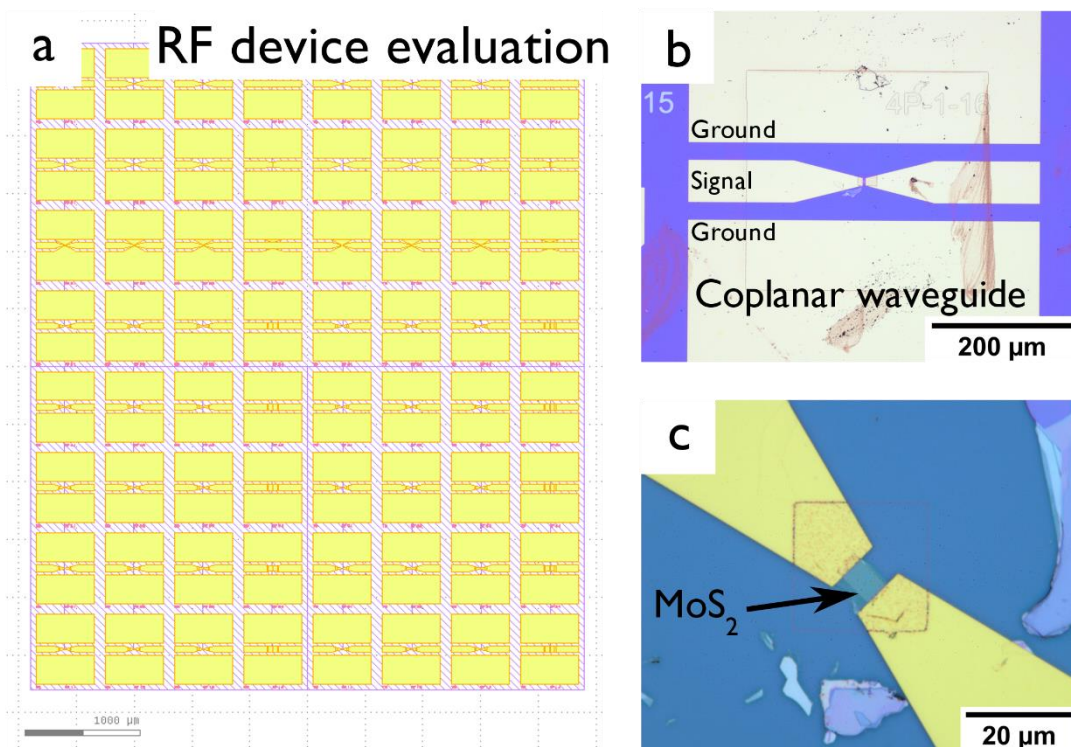 a RF device evaluation
1000 µm
b
15
4P-1-16
Ground
Signal
Ground
Coplanar waveguide
200 µm
c
MoS₂
20 µm